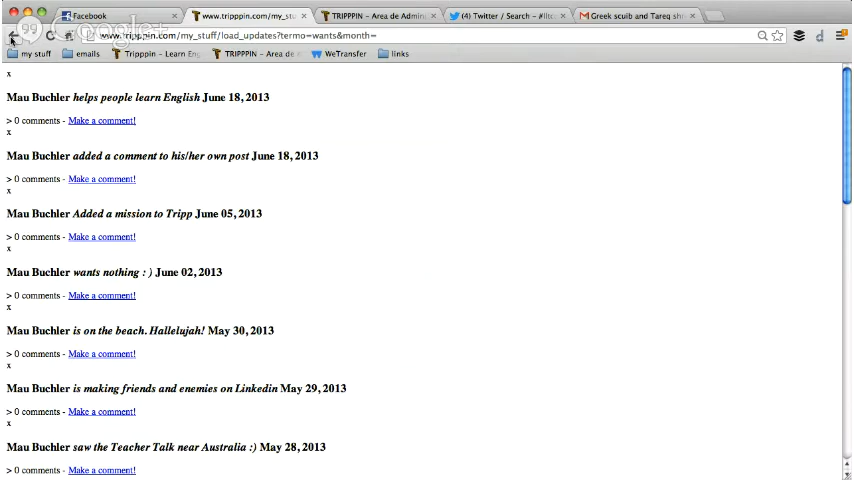 Facebook
www.tripppin.com/my_stu
TRIPPPIN - Area de Admin
(4) Twitter / Search - #lto
Greek scuib and Tareq shr
Google+
www.tripppin.com/my_stuff/load_updates?termo=wants&month=
my stuff
emails
Tripppin - Learn Eng
TRIPPPIN - Area de
WeTransfer
links
x
Mau Buchler helps people learn English June 18, 2013
> 0 comments - Make a comment!
x
Mau Buchler added a comment to his/her own post June 18, 2013
> 0 comments - Make a comment!
x
Mau Buchler Added a mission to Tripp June 05, 2013
> 0 comments - Make a comment!
x
Mau Buchler wants nothing : ) June 02, 2013
> 0 comments - Make a comment!
x
Mau Buchler is on the beach. Hallelujah! May 30, 2013
> 0 comments - Make a comment!
x
Mau Buchler is making friends and enemies on Linkedin May 29, 2013
> 0 comments - Make a comment!
x
Mau Buchler saw the Teacher Talk near Australia :) May 28, 2013
> 0 comments - Make a comment!